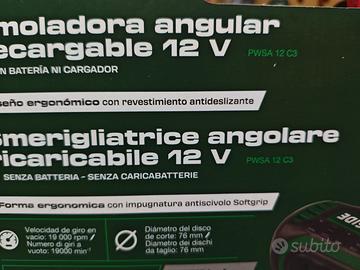 moladora angular
ecargable 12 V PWSA 12 C3
N BATERÍA NI CARGADOR
seño ergonómico con revestimiento antideslizante
smerigliatrice angolare
ricaricabile 12 V PWSA 12 C3
SENZA BATTERIA - SENZA CARICABATTERIE
Forma ergonomica con impugnatura antiscivolo Softgrip
Velocidad de giro en
vacío: 19 000 rpm /
Numero di giri a
vuoto: 19000 min⁻¹
Diámetro del disco
de corte: 76 mm /
Diametro dei dischi
da taglio: 76 mm
subito